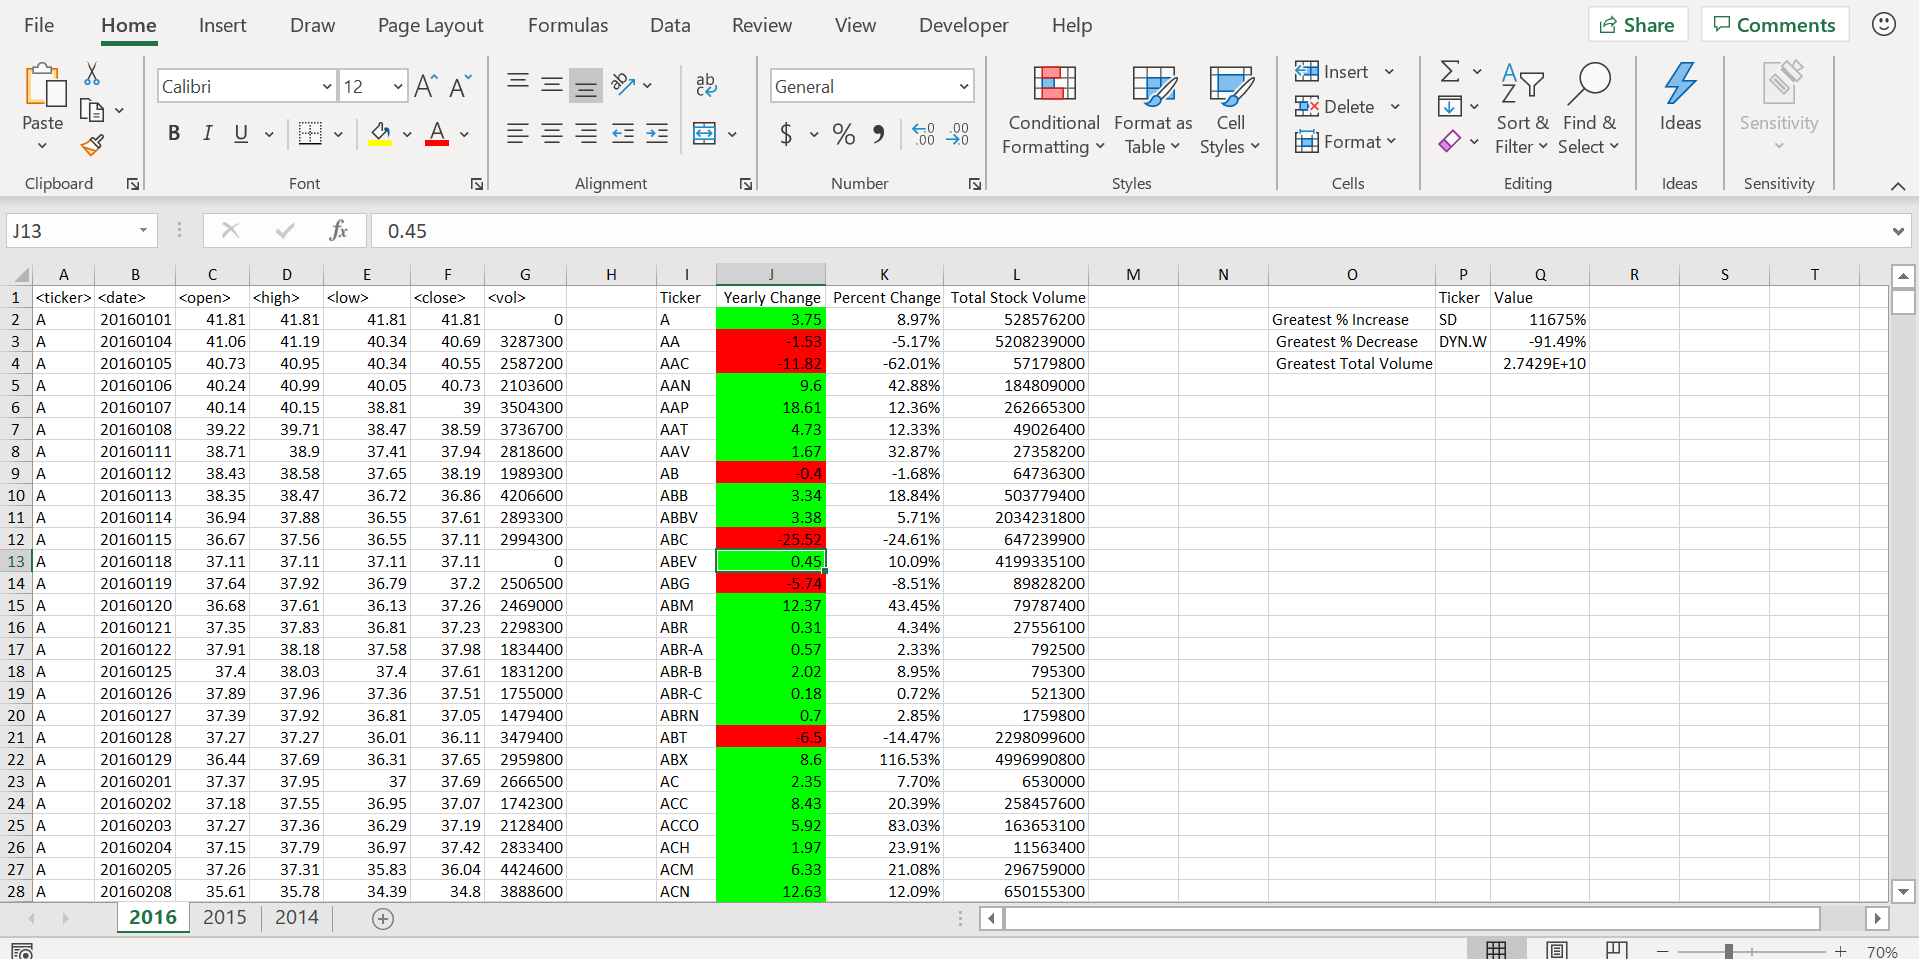 File Home Insert Draw Page Layout Formulas Data Review View Developer Help Share Comments
Calibri 12 General Insert
Delete
Paste Conditional Format as Cell Sort & Find & Ideas Sensitivity
Formatting Table Styles Format Filter Select
Clipboard Font Alignment Number Styles Cells Editing Ideas Sensitivity
J13 fx 0.45
A B C D E F G H I J K L M N O P Q R S T
1 <ticker> <date> <open> <high> <low> <close> <vol> Ticker Yearly Change Percent Change Total Stock Volume Ticker Value
2 A 20160101 41.81 41.81 41.81 41.81 0 A 3.75 8.97% 528576200 Greatest % Increase SD 11675%
3 A 20160104 41.06 41.19 40.34 40.69 3287300 AA -1.53 -5.17% 5208239000 Greatest % Decrease DYN.W -91.49%
4 A 20160105 40.73 40.95 40.34 40.55 2587200 AAC -11.82 -62.01% 57179800 Greatest Total Volume 2.7429E+10
5 A 20160106 40.24 40.99 40.05 40.73 2103600 AAN 9.6 42.88% 184809000
6 A 20160107 40.14 40.15 38.81 39 3504300 AAP 18.61 12.36% 262665300
7 A 20160108 39.22 39.71 38.47 38.59 3736700 AAT 4.73 12.33% 49026400
8 A 20160111 38.71 38.9 37.41 37.94 2818600 AAV 1.67 32.87% 27358200
9 A 20160112 38.43 38.58 37.65 38.19 1989300 AB -0.4 -1.68% 64736300
10 A 20160113 38.35 38.47 36.72 36.86 4206600 ABB 3.34 18.84% 503779400
11 A 20160114 36.94 37.88 36.55 37.61 2893300 ABBV 3.38 5.71% 2034231800
12 A 20160115 36.67 37.56 36.55 37.11 2994300 ABC -25.52 -24.61% 647239900
13 A 20160118 37.11 37.11 37.11 37.11 0 ABEV 0.45 10.09% 4199335100
14 A 20160119 37.64 37.92 36.79 37.2 2506500 ABG -5.74 -8.51% 89828200
15 A 20160120 36.68 37.61 36.13 37.26 2469000 ABM 12.37 43.45% 79787400
16 A 20160121 37.35 37.83 36.81 37.23 2298300 ABR 0.31 4.34% 27556100
17 A 20160122 37.91 38.18 37.58 37.98 1834400 ABR-A 0.57 2.33% 792500
18 A 20160125 37.4 38.03 37.4 37.61 1831200 ABR-B 2.02 8.95% 795300
19 A 20160126 37.89 37.96 37.36 37.51 1755000 ABR-C 0.18 0.72% 521300
20 A 20160127 37.39 37.92 36.81 37.05 1479400 ABRN 0.7 2.85% 1759800
21 A 20160128 37.27 37.27 36.01 36.11 3479400 ABT -6.5 -14.47% 2298099600
22 A 20160129 36.44 37.69 36.31 37.65 2959800 ABX 8.6 116.53% 4996990800
23 A 20160201 37.37 37.95 37 37.69 2666500 AC 2.35 7.70% 6530000
24 A 20160202 37.18 37.55 36.95 37.07 1742300 ACC 8.43 20.39% 258457600
25 A 20160203 37.27 37.36 36.29 37.19 2128400 ACCO 5.92 83.03% 163653100
26 A 20160204 37.15 37.79 36.97 37.42 2833400 ACH 1.97 23.91% 11563400
27 A 20160205 37.26 37.31 35.83 36.04 4424600 ACM 6.33 21.08% 296759000
28 A 20160208 35.61 35.78 34.39 34.8 3888600 ACN 12.63 12.09% 650155300
2016 2015 2014
70%